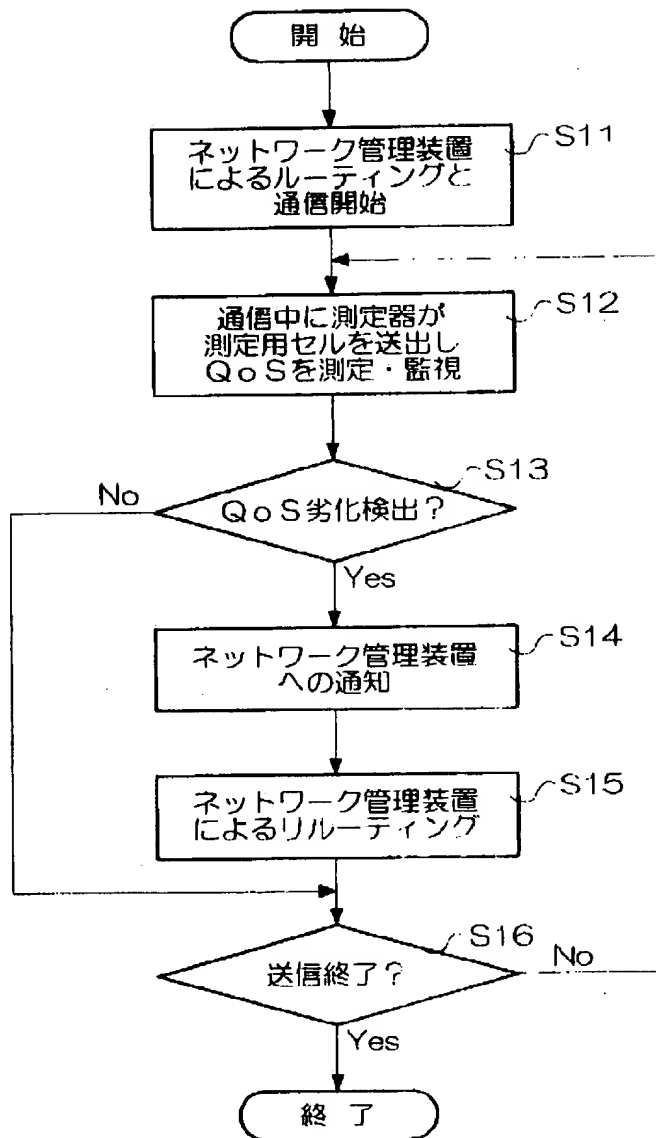 開始
S11
ネットワーク管理装置
によるルーティングと
通信開始
S12
通信中に測定器が
測定用セルを送出し
QoSを測定・監視
S13
No
QoS劣化検出?
Yes
S14
ネットワーク管理装置
への通知
S15
ネットワーク管理装置
によるリルーティング
S16
送信終了?
No
Yes
終了